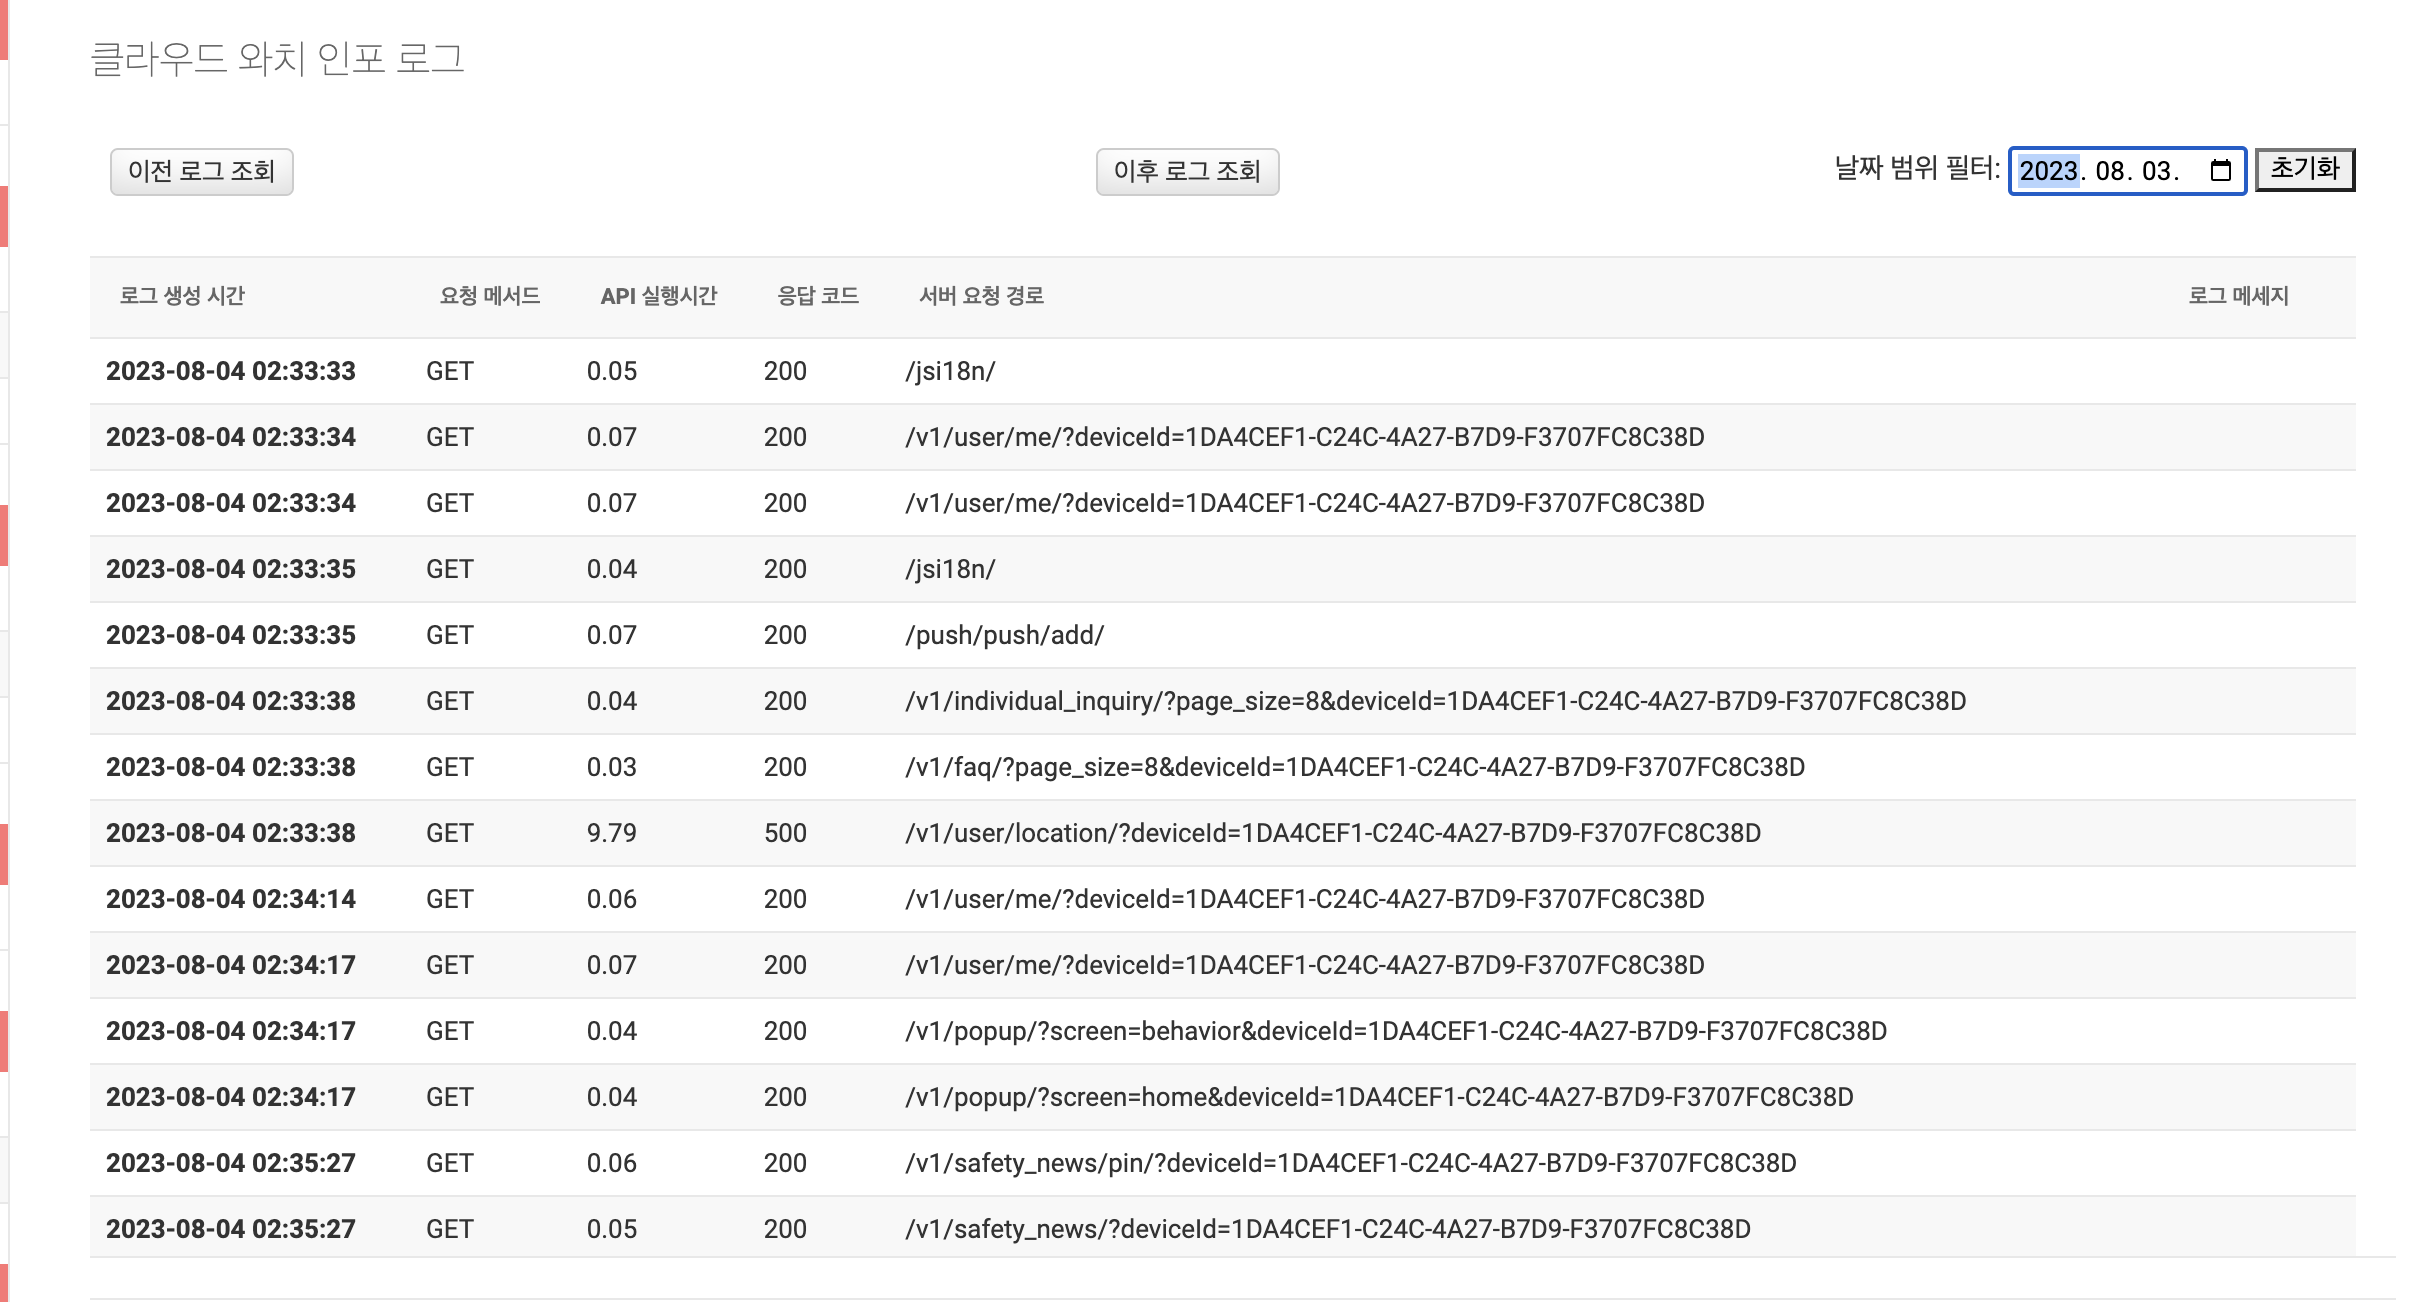 클라우드 와치 인포 로그
이전 로그 조회 이후 로그 조회 날짜 범위 필터: 2023. 08. 03. 초기화
로그 생성 시간 요청 메서드 API 실행시간 응답 코드 서버 요청 경로 로그 메세지
2023-08-04 02:33:33 GET 0.05 200 /jsi18n/
2023-08-04 02:33:34 GET 0.07 200 /v1/user/me/?deviceId=1DA4CEF1-C24C-4A27-B7D9-F3707FC8C38D
2023-08-04 02:33:34 GET 0.07 200 /v1/user/me/?deviceId=1DA4CEF1-C24C-4A27-B7D9-F3707FC8C38D
2023-08-04 02:33:35 GET 0.04 200 /jsi18n/
2023-08-04 02:33:35 GET 0.07 200 /push/push/add/
2023-08-04 02:33:38 GET 0.04 200 /v1/individual_inquiry/?page_size=8&deviceId=1DA4CEF1-C24C-4A27-B7D9-F3707FC8C38D
2023-08-04 02:33:38 GET 0.03 200 /v1/faq/?page_size=8&deviceId=1DA4CEF1-C24C-4A27-B7D9-F3707FC8C38D
2023-08-04 02:33:38 GET 9.79 500 /v1/user/location/?deviceId=1DA4CEF1-C24C-4A27-B7D9-F3707FC8C38D
2023-08-04 02:34:14 GET 0.06 200 /v1/user/me/?deviceId=1DA4CEF1-C24C-4A27-B7D9-F3707FC8C38D
2023-08-04 02:34:17 GET 0.07 200 /v1/user/me/?deviceId=1DA4CEF1-C24C-4A27-B7D9-F3707FC8C38D
2023-08-04 02:34:17 GET 0.04 200 /v1/popup/?screen=behavior&deviceId=1DA4CEF1-C24C-4A27-B7D9-F3707FC8C38D
2023-08-04 02:34:17 GET 0.04 200 /v1/popup/?screen=home&deviceId=1DA4CEF1-C24C-4A27-B7D9-F3707FC8C38D
2023-08-04 02:35:27 GET 0.06 200 /v1/safety_news/pin/?deviceId=1DA4CEF1-C24C-4A27-B7D9-F3707FC8C38D
2023-08-04 02:35:27 GET 0.05 200 /v1/safety_news/?deviceId=1DA4CEF1-C24C-4A27-B7D9-F3707FC8C38D